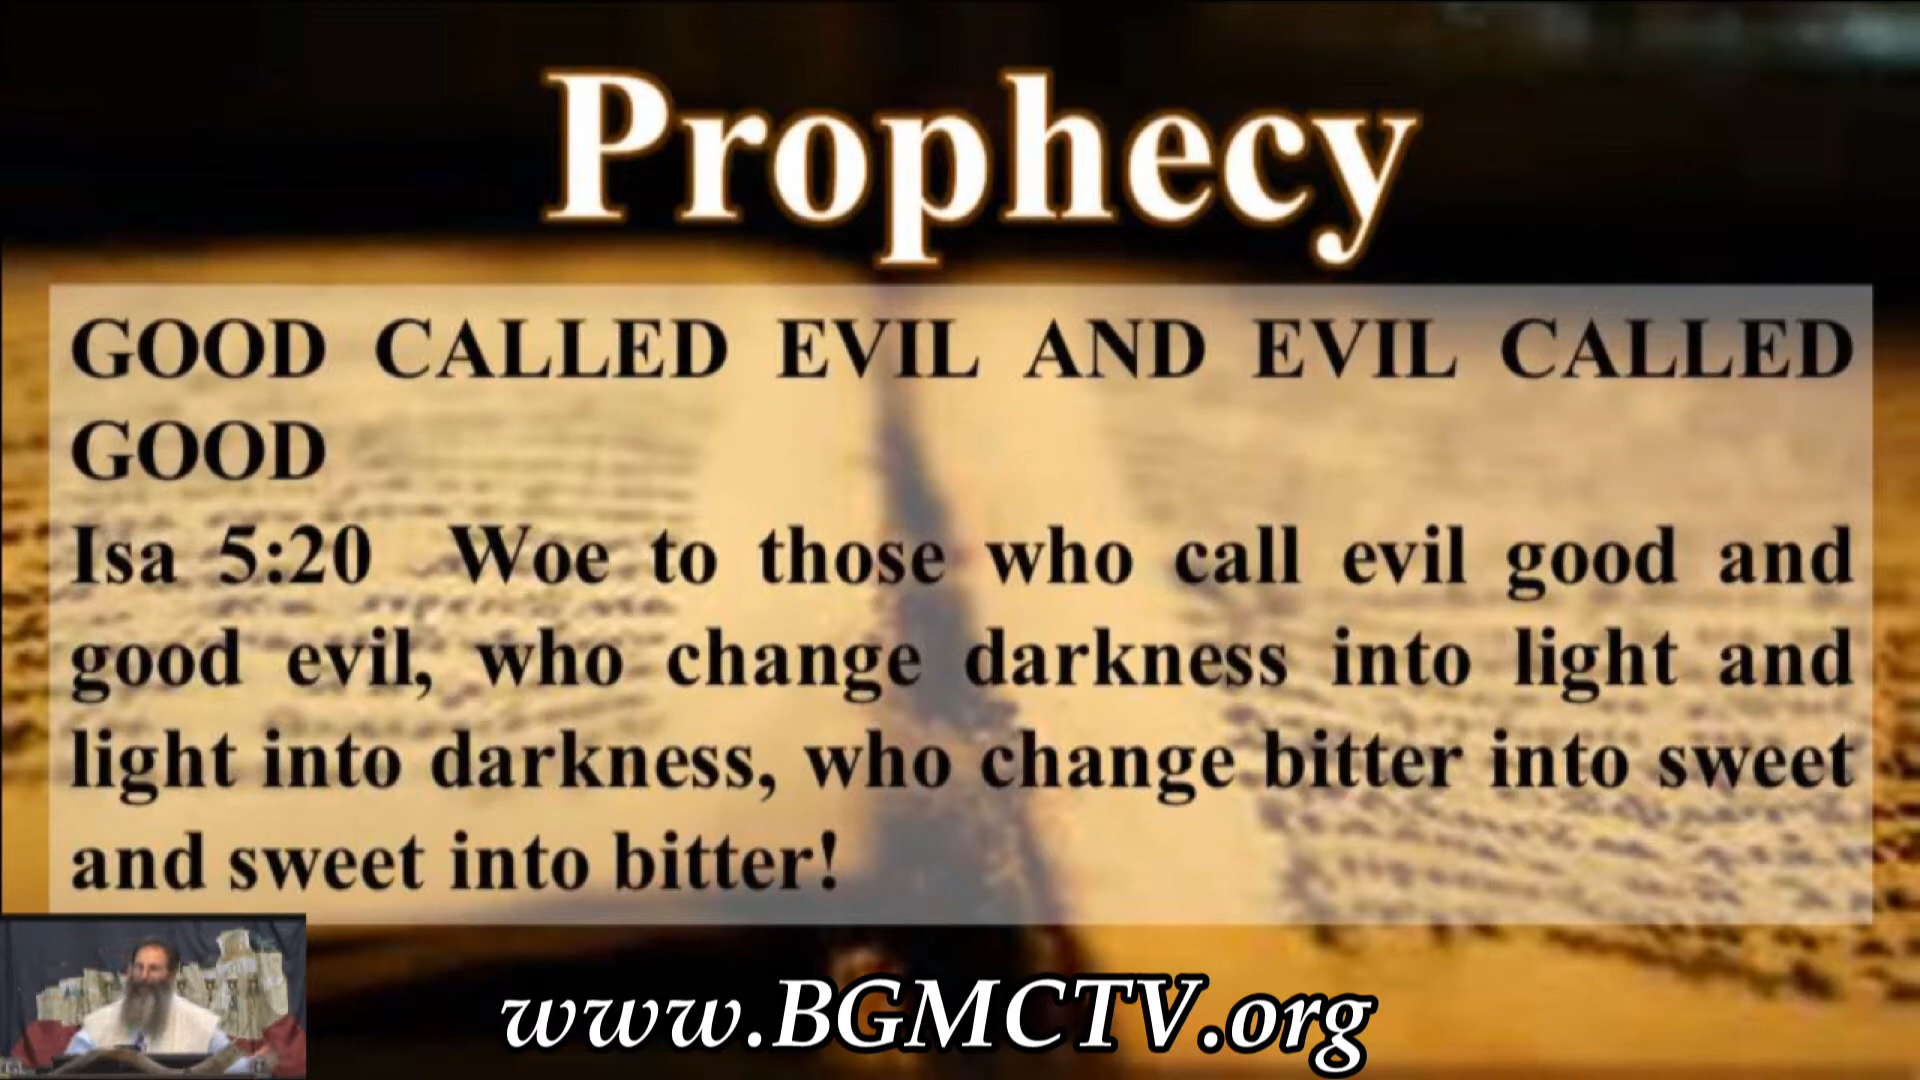 Prophecy
GOOD CALLED EVIL AND EVIL CALLED
GOOD
Isa 5:20 Woe to those who call evil good and
good evil, who change darkness into light and
light into darkness, who change bitter into sweet
and sweet into bitter!
www.BGMCTV.org